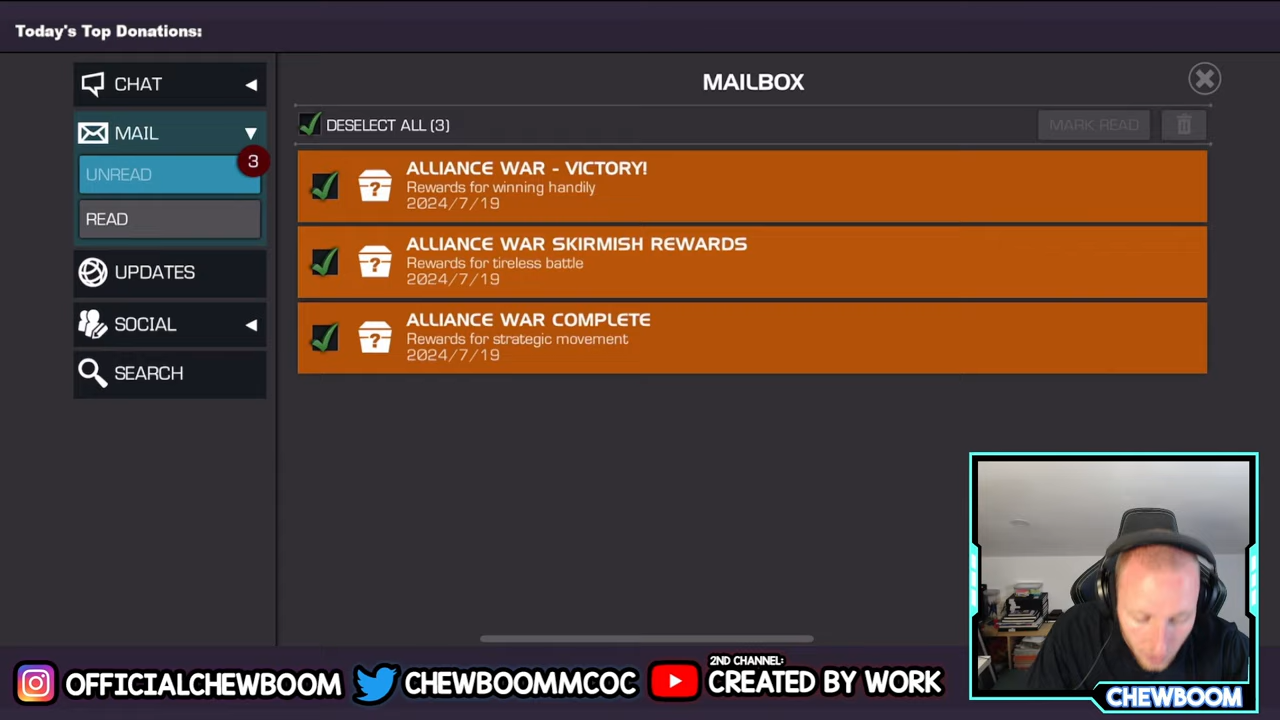 Today's Top Donations:
CHAT
MAIL
3
UNREAD
READ
UPDATES
SOCIAL
SEARCH
MAILBOX
DESELECT ALL (3)
MARK READ
ALLIANCE WAR - VICTORY!
Rewards for winning handily
2024/7/19
ALLIANCE WAR SKIRMISH REWARDS
Rewards for tireless battle
2024/7/19
ALLIANCE WAR COMPLETE
Rewards for strategic movement
2024/7/19
OFFICIALCHEWBOOM
CHEWBOOMMCOC
2ND CHANNEL:
CREATED BY WORK
CHEWBOOM